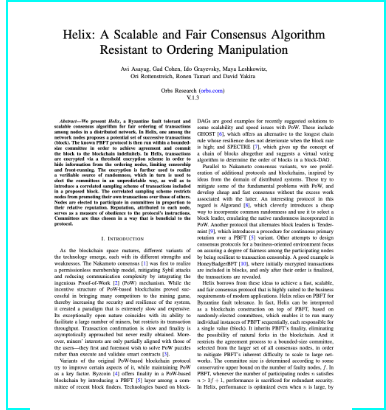 Helix: A Scalable and Fair Consensus Algorithm
Resistant to Ordering Manipulation
Avi Asayag, Gad Cohen, Ido Grayevsky, Maya Leshkowitz,
Ori Rottenstreich, Ronen Tamari and David Yakira
Orbs Research (orbs.com)
V.1.3
Abstract—We present Helix, a Byzantine fault tolerant and
scalable consensus algorithm for fair ordering of transactions
among nodes in a distributed network. In Helix, one among the
network nodes proposes a potential set of successive transactions
(block). The known PBFT protocol is then run within a bounded-
size committee in order to achieve agreement and commit
the block to the blockchain indefinitely. In Helix, transactions
are encrypted via a threshold encryption scheme in order to
hide information from the ordering nodes, limiting censorship
and front-running. The encryption is further used to realize
a verifiable source of randomness, which in turn is used to
elect the committees in an unpredictable way, as well as to
introduce a correlated sampling scheme of transactions included
in a proposed block. The correlated sampling scheme restricts
nodes from promoting their own transactions over those of others.
Nodes are elected to participate in committees in proportion to
their relative reputation. Reputation, attributed to each node,
serves as a measure of obedience to the protocol's instructions.
Committees are thus chosen in a way that is beneficial to the
protocol.
I. INTRODUCTION
As the blockchain space matures, different variants of
the technology emerge, each with its different strengths and
weaknesses. The Nakamoto consensus [1] was first to realize
a permissionless membership model, mitigating Sybil attacks
and reducing communication complexity by integrating the
ingenious Proof-of-Work [2] (PoW) mechanism. While the
incentive structure of PoW-based blockchains proved suc-
cessful in bringing many competitors to the mining game,
thereby increasing the security and resilience of the system,
it created a paradigm that is extremely slow and expensive.
Its exceptionally open nature coincides with its ability to
facilitate a large number of miners, but hinders its transaction
throughput. Transaction confirmation is slow and finality is
asymptotically approached but never really obtained. More-
over, miners' interests are only partially aligned with those of
the users—they first and foremost wish to solve PoW puzzles
rather than execute and validate smart contracts [3].
Variants of the original PoW-based blockchain protocol
try to improve certain aspects of it, while maintaining PoW
as a key factor. Byzcoin [4] offers finality in a PoW-based
blockchain by introducing a PBFT [5] layer among a com-
mittee of recent block finders. Technologies based on block-
DAGs are good examples for recently suggested solutions to
some scalability and speed issues with PoW. These include
GHOST [6], which offers an alternative to the longest chain
rule whose resilience does not deteriorate when the block rate
is high, and SPECTRE [7], which gives up the concept of
a chain of blocks altogether and suggests a virtual voting
algorithm to determine the order of blocks in a block-DAG.
Parallel to Nakamoto consensus variants, we see prolif-
eration of additional protocols and blockchains, inspired by
ideas from the domain of distributed systems. These try to
mitigate some of the fundamental problems with PoW, and
develop cheap and fast consensus without the excess work
associated with the latter. An interesting protocol in this
regard is Algorand [8], which cleverly introduces a cheap
way to incorporate common randomness and use it to select a
block leader, emulating the native randomness incorporated in
PoW. Another protocol that alternates block leaders is Tender-
mint [9], which introduces a procedure for continuous primary
rotation over a PBFT [5] variant. Other attempts to design
consensus protocols for a business-oriented environment focus
on assuring a degree of fairness among the participating nodes
by being resilient to transaction censorship. A good example is
HoneyBadgerBFT [10], where initially encrypted transactions
are included in blocks, and only after their order is finalized,
the transactions are revealed.
Helix borrows from these ideas to achieve a fast, scalable,
and fair consensus protocol that is highly suited to the business
requirements of modern applications. Helix relies on PBFT for
Byzantine fault tolerance. In fact, Helix can be interpreted
as a blockchain construction on top of PBFT, based on
randomly-elected committees, which enables it to run many
individual instances of PBFT sequentially, each responsible for
a single value (block). It inherits PBFT's finality, eliminating
the possibility of natural forks in the blockchain. And it
restricts the agreement process to a bounded-size committee,
selected from the larger set of all consensus nodes, in order
to mitigate PBFT's inherent difficulty to scale to large net-
works. The committee size is determined according to some
conservative upper bound on the number of faulty nodes, f. In
PBFT, whenever the number of participating nodes n satisfies
n > 3f + 1, performance is sacrificed for redundant security.
In Helix, performance is optimized even when n is large, by